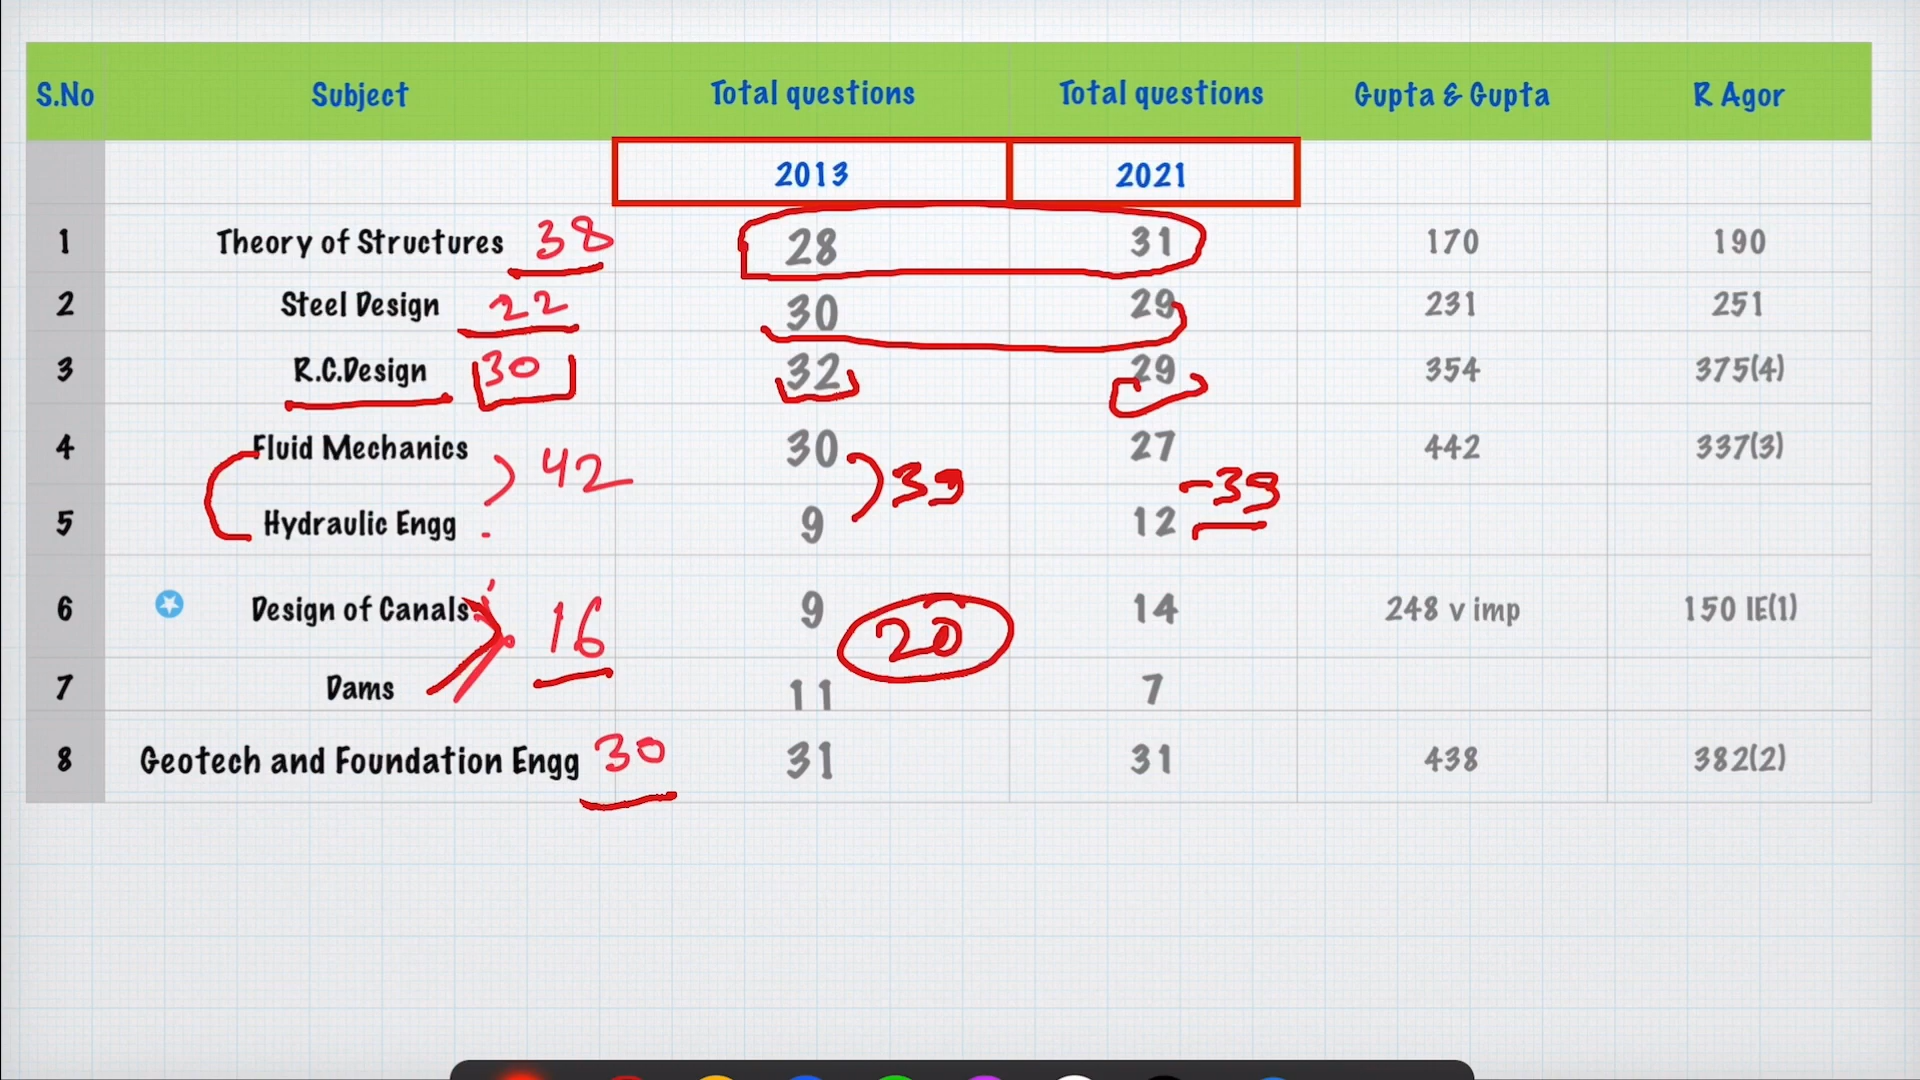 S.No Subject Total questions Total questions Gupta & Gupta R Agor
2013 2021
1 Theory of Structures 38 28 31 170 190
2 Steel Design 22 30 29 231 251
3 R.C.Design 30 32 29 354 375(4)
4 Fluid Mechanics 30 27 442 337(3)
42 39 -39
5 Hydraulic Engg 9 12
6 Design of Canals 16 9 20 14 248 v imp 150 IE(1)
7 Dams 11 7
8 Geotech and Foundation Engg 30 31 31 438 382(2)